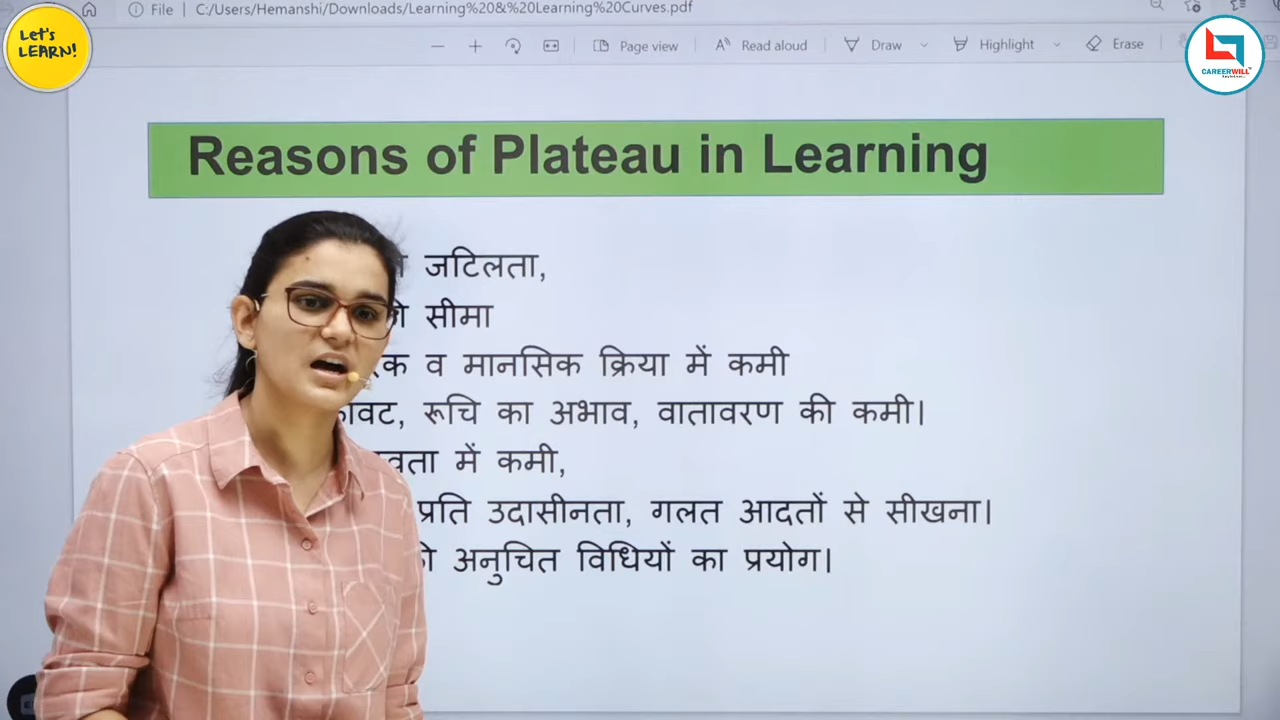 Let's
LEARN!
File | C:/Users/Hemanshi/Downloads/Learning%20&%20Learning%20Curves.pdf
Page view
Read aloud
Draw
Highlight
Erase
CAREERWILL
Reasons of Plateau in Learning
जटिलता,
सीमा
व मानसिक क्रिया में कमी
रूचि का अभाव, वातावरण की कमी।
में कमी,
प्रति उदासीनता, गलत आदतों से सीखना।
अनुचित विधियों का प्रयोग।